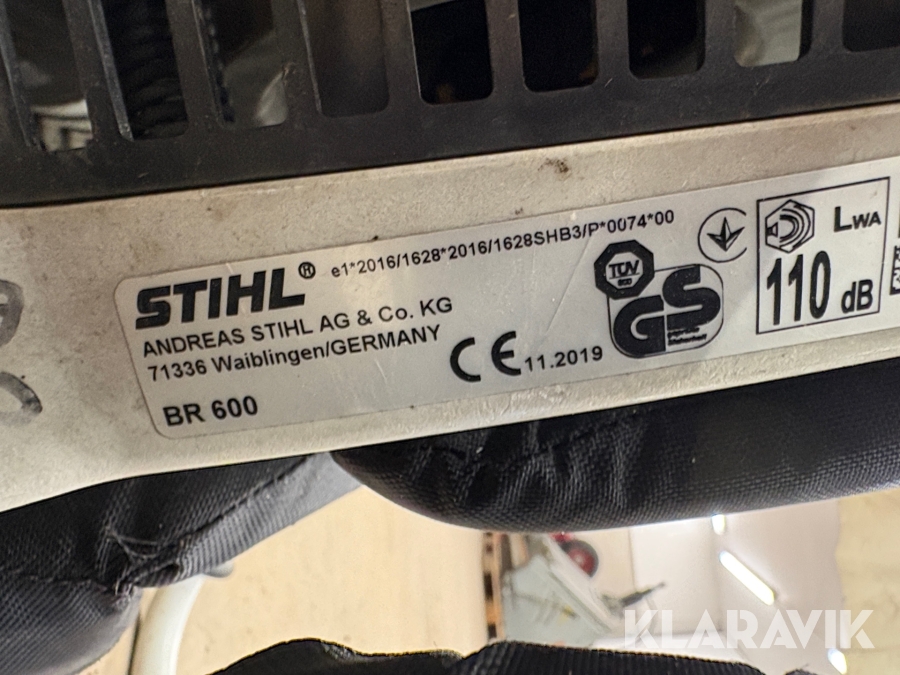 STIHL®
e1*2016/1628*2016/1628SHB3/P*0074*00
ANDREAS STIHL AG & Co. KG
71336 Waiblingen/GERMANY
CE 11.2019
BR 600
TÜV
GS
LWA
110 dB
KLARAVIK